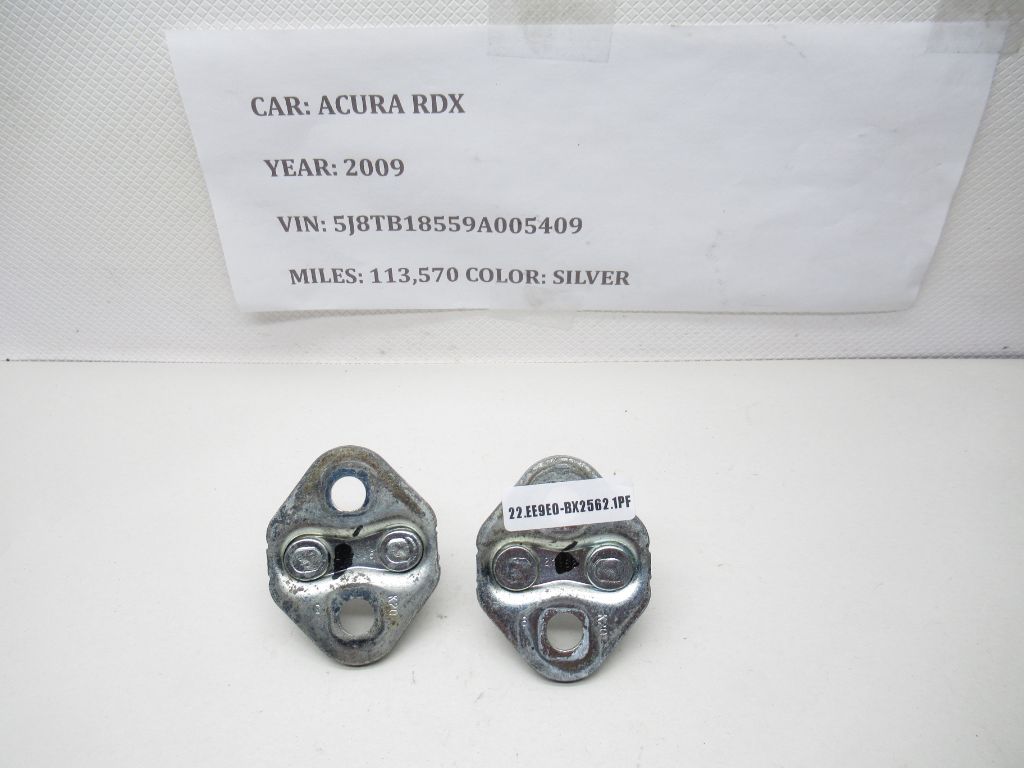 CAR: ACURA RDX
YEAR: 2009
VIN: 5J8TB18559A005409
MILES: 113,570 COLOR: SILVER
22.EE9E0-BX2562.1PF